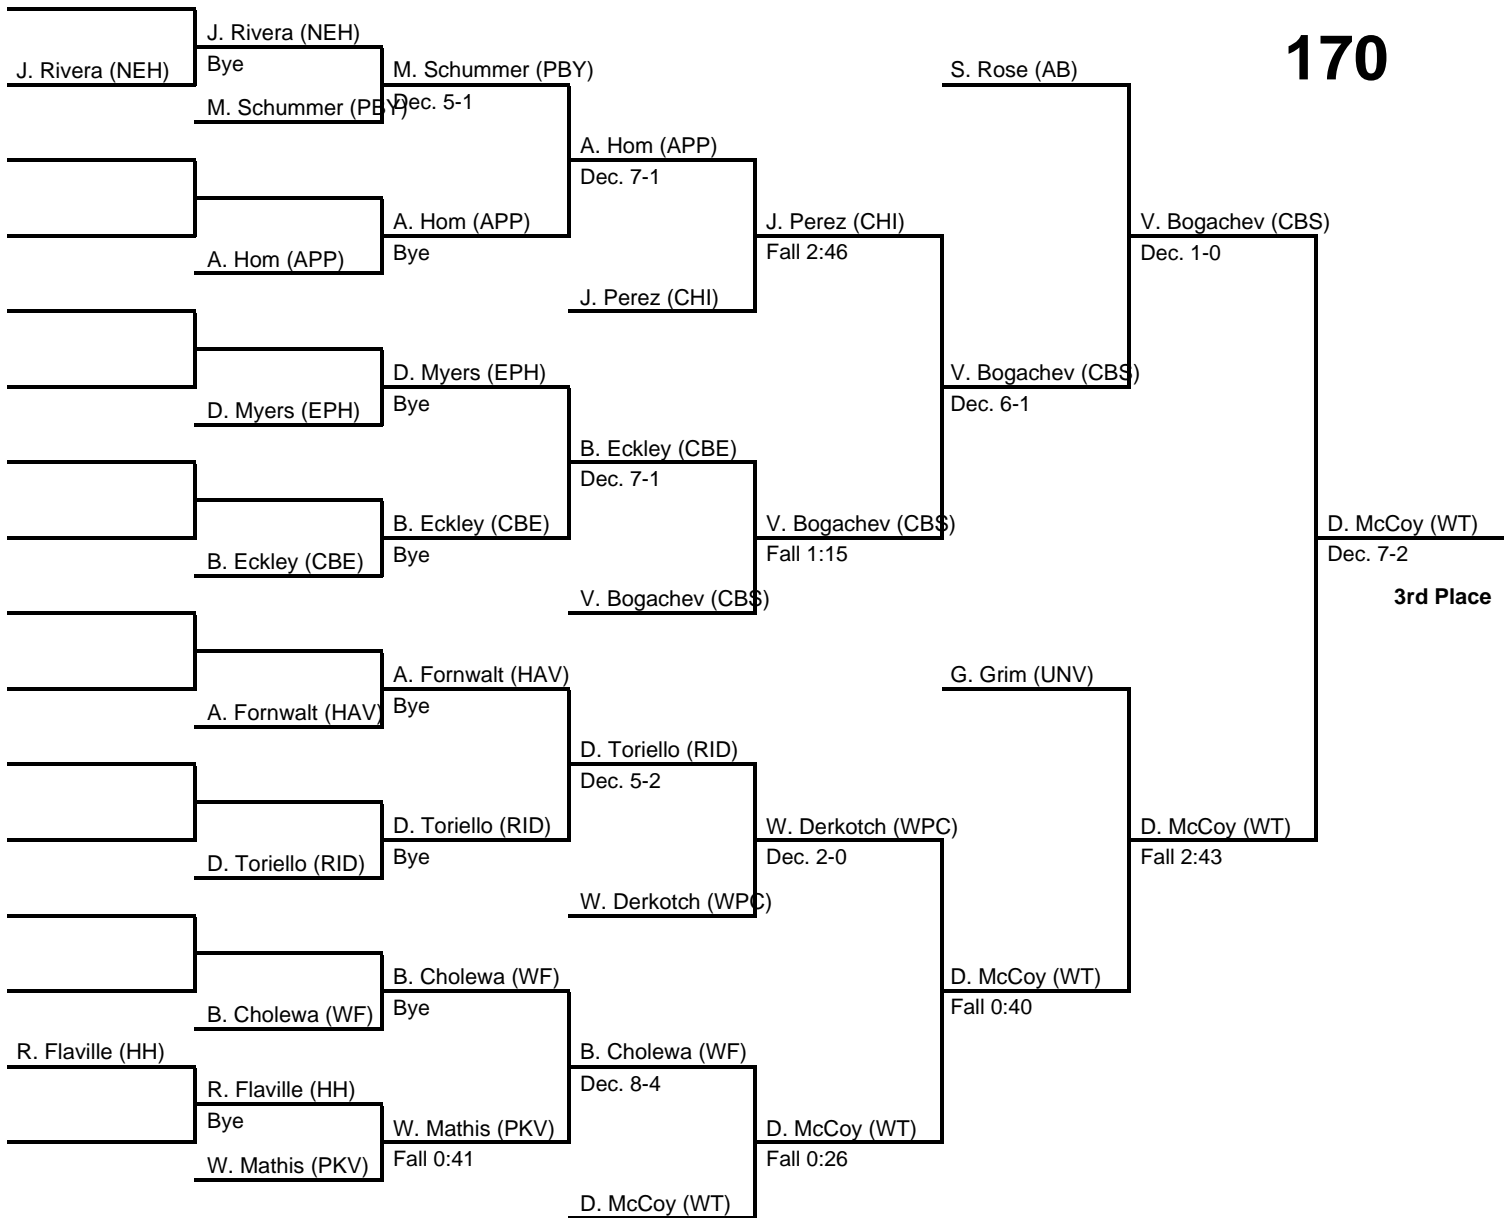 170
J. Rivera (NEH)
J. Rivera (NEH)
Bye
M. Schummer (PBY)
M. Schummer (PBY)
Dec. 5-1
S. Rose (AB)
A. Hom (APP)
Dec. 7-1
A. Hom (APP)
Bye
A. Hom (APP)
J. Perez (CHI)
Fall 2:46
V. Bogachev (CBS)
Dec. 1-0
J. Perez (CHI)
D. Myers (EPH)
Bye
D. Myers (EPH)
V. Bogachev (CBS)
Dec. 6-1
B. Eckley (CBE)
Dec. 7-1
B. Eckley (CBE)
Bye
B. Eckley (CBE)
V. Bogachev (CBS)
Fall 1:15
D. McCoy (WT)
Dec. 7-2
3rd Place
V. Bogachev (CBS)
A. Fornwalt (HAV)
Bye
A. Fornwalt (HAV)
G. Grim (UNV)
D. Toriello (RID)
Dec. 5-2
D. Toriello (RID)
Bye
D. Toriello (RID)
W. Derkotch (WPC)
Dec. 2-0
D. McCoy (WT)
Fall 2:43
W. Derkotch (WPC)
B. Cholewa (WF)
Bye
B. Cholewa (WF)
D. McCoy (WT)
Fall 0:40
R. Flaville (HH)
B. Cholewa (WF)
Dec. 8-4
R. Flaville (HH)
Bye
W. Mathis (PKV)
Fall 0:41
W. Mathis (PKV)
D. McCoy (WT)
Fall 0:26
D. McCoy (WT)